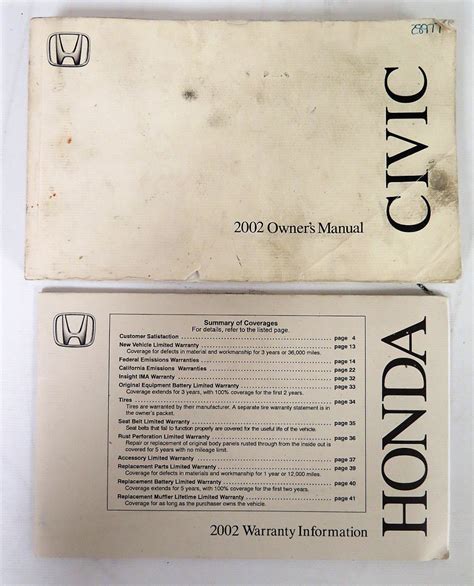 28977
CIVIC
2002 Owner's Manual
Summary of Coverages
For details, refer to the listed page.
Customer Satisfaction page 4
New Vehicle Limited Warranty page 13
Coverage for defects in material and workmanship for 3 years or 36,000 miles.
Federal Emissions Warranties page 14
California Emissions Warranties page 22
Insight IMA Warranty page 32
Original Equipment Battery Limited Warranty page 33
Coverage extends for 3 years, with 100% coverage for the first 2 years.
Tires page 34
Tires are warranted by their manufacturer. A separate tire warranty statement is
in the owner's packet.
Seat Belt Limited Warranty page 35
Seat belts that fail to function properly are covered for the useful life of the vehicle.
Rust Perforation Limited Warranty page 36
Repair or replacement of original body panels rusted through from the inside out is
covered for 5 years with no mileage limit.
Accessory Limited Warranty page 37
Replacement Parts Limited Warranty page 39
Coverage for defects in materials and workmanship for 1 year or 12,000 miles.
Replacement Battery Limited Warranty page 40
Coverage extends for 5 years, with 100% coverage for the first two years.
Replacement Muffler Lifetime Limited Warranty page 41
Coverage for as long as the purchaser owns the vehicle.
HONDA
2002 Warranty Information